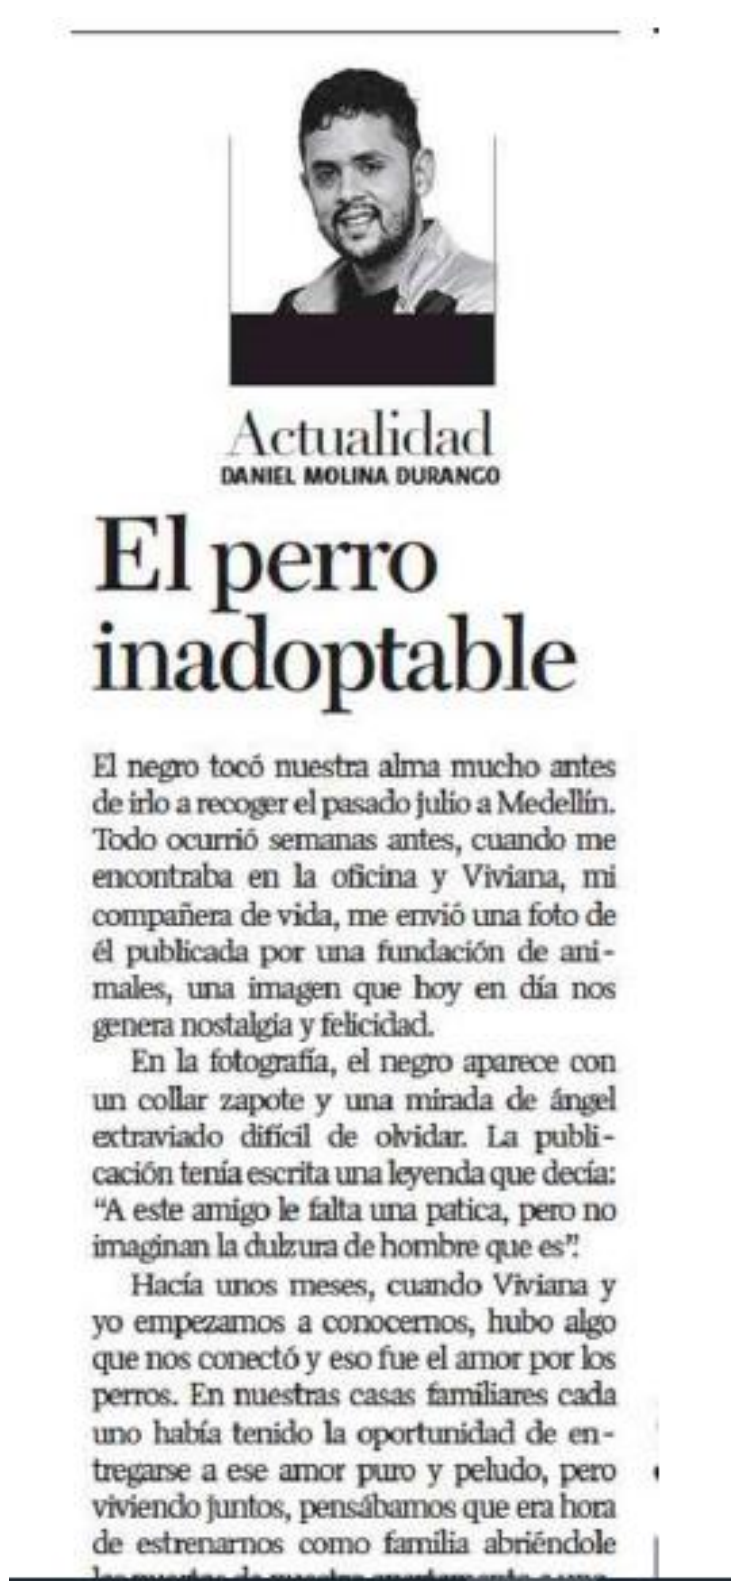 Actualidad
DANIEL MOLINA DURANGO
El perro
inadoptable
El negro tocó nuestra alma mucho antes
de irlo a recoger el pasado julio a Medellín.
Todo ocurrió semanas antes, cuando me
encontraba en la oficina y Viviana, mi
compañera de vida, me envió una foto de
él publicada por una fundación de ani-
males, una imagen que hoy en día nos
genera nostalgia y felicidad.
En la fotografía, el negro aparece con
un collar zapote y una mirada de ángel
extraviado difícil de olvidar. La publi-
cación tenía escrita una leyenda que decía:
“A este amigo le falta una patica, pero no
imaginan la dulzura de hombre que es”.
Hacía unos meses, cuando Viviana y
yo empezamos a conocernos, hubo algo
que nos conectó y eso fue el amor por los
perros. En nuestras casas familiares cada
uno había tenido la oportunidad de en-
tregarse a ese amor puro y peludo, pero
viviendo juntos, pensábamos que era hora
de estrenarnos como familia abriéndole